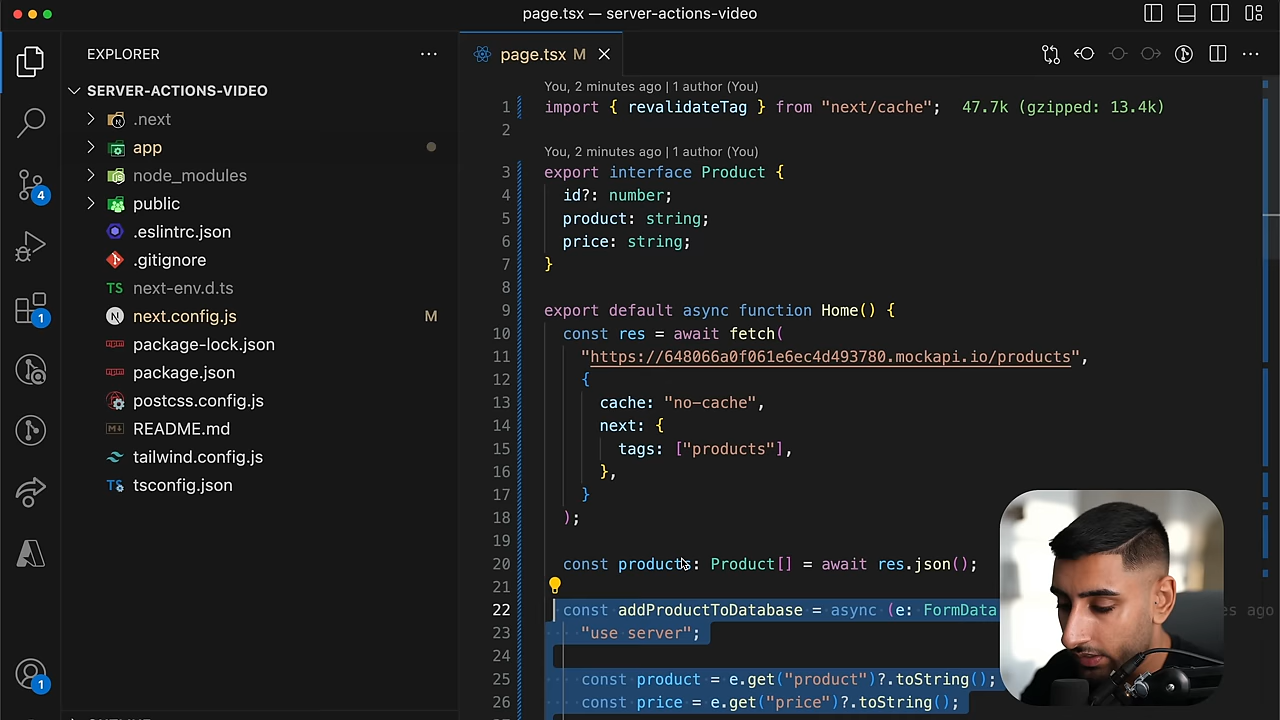 page.tsx — server-actions-video
EXPLORER
SERVER-ACTIONS-VIDEO
.next
app
node_modules
public
.eslintrc.json
.gitignore
next-env.d.ts
next.config.js M
package-lock.json
package.json
postcss.config.js
README.md
tailwind.config.js
tsconfig.json
4
1
1
page.tsx M
You, 2 minutes ago | 1 author (You)
1 import { revalidateTag } from "next/cache"; 47.7k (gzipped: 13.4k)
2
You, 2 minutes ago | 1 author (You)
3 export interface Product {
4 id?: number;
5 product: string;
6 price: string;
7 }
8
9 export default async function Home() {
10 const res = await fetch(
11 "https://648066a0f061e6ec4d493780.mockapi.io/products",
12 {
13 cache: "no-cache",
14 next: {
15 tags: ["products"],
16 },
17 }
18 );
19
20 const products: Product[] = await res.json();
21
22 const addProductToDatabase = async (e: FormData
23 "use server";
24
25 const product = e.get("product")?.toString();
26 const price = e.get("price")?.toString();